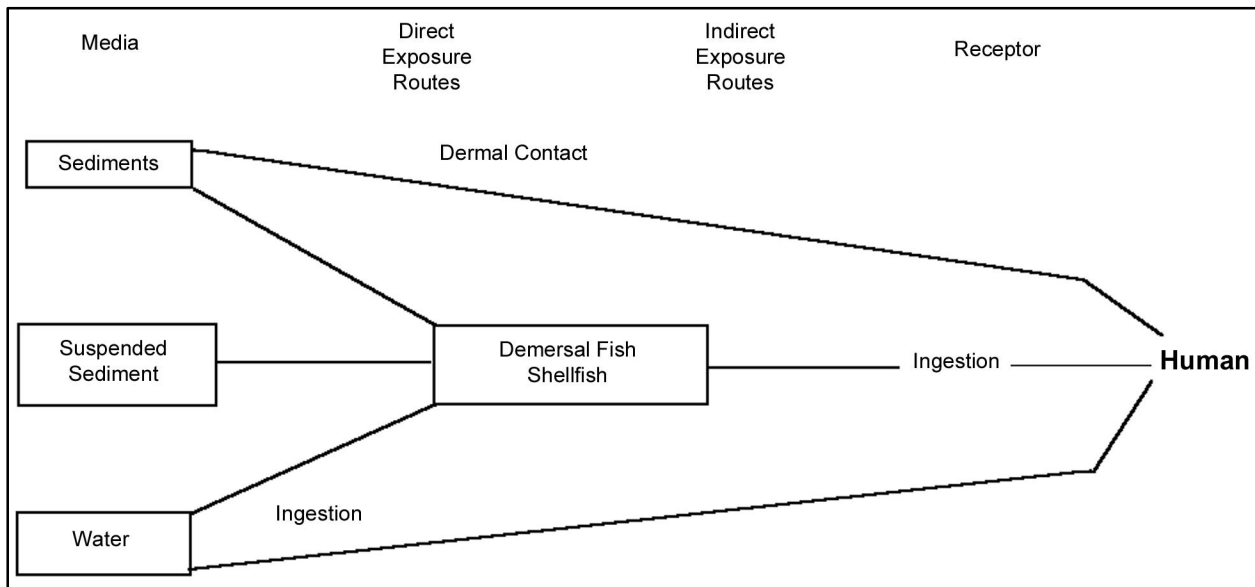 Media
Direct
Exposure
Routes
Indirect
Exposure
Routes
Receptor
Dermal Contact
Sediments
Suspended
Sediment
Demersal Fish
Shellfish
Ingestion
Human
Ingestion
Water